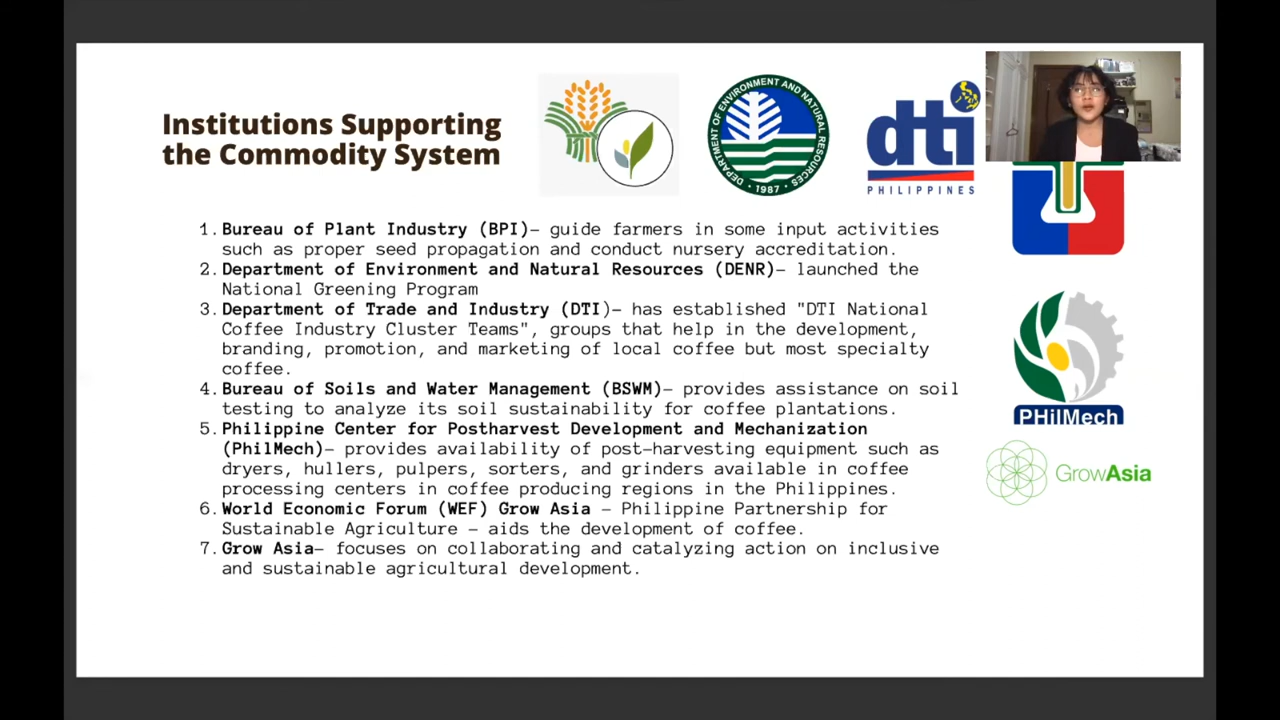 Institutions Supporting
the Commodity System
DEPARTMENT OF ENVIRONMENT AND NATURAL RESOURCES
1987
dti
PHILIPPINES
1. Bureau of Plant Industry (BPI)– guide farmers in some input activities
such as proper seed propagation and conduct nursery accreditation.
2. Department of Environment and Natural Resources (DENR)– launched the
National Greening Program
3. Department of Trade and Industry (DTI)– has established "DTI National
Coffee Industry Cluster Teams", groups that help in the development,
branding, promotion, and marketing of local coffee but most specialty
coffee.
4. Bureau of Soils and Water Management (BSWM)– provides assistance on soil
testing to analyze its soil sustainability for coffee plantations.
5. Philippine Center for Postharvest Development and Mechanization
(PhilMech)– provides availability of post–harvesting equipment such as
dryers, hullers, pulpers, sorters, and grinders available in coffee
processing centers in coffee producing regions in the Philippines.
6. World Economic Forum (WEF) Grow Asia – Philippine Partnership for
Sustainable Agriculture – aids the development of coffee.
7. Grow Asia– focuses on collaborating and catalyzing action on inclusive
and sustainable agricultural development.
PHilMech
GrowAsia